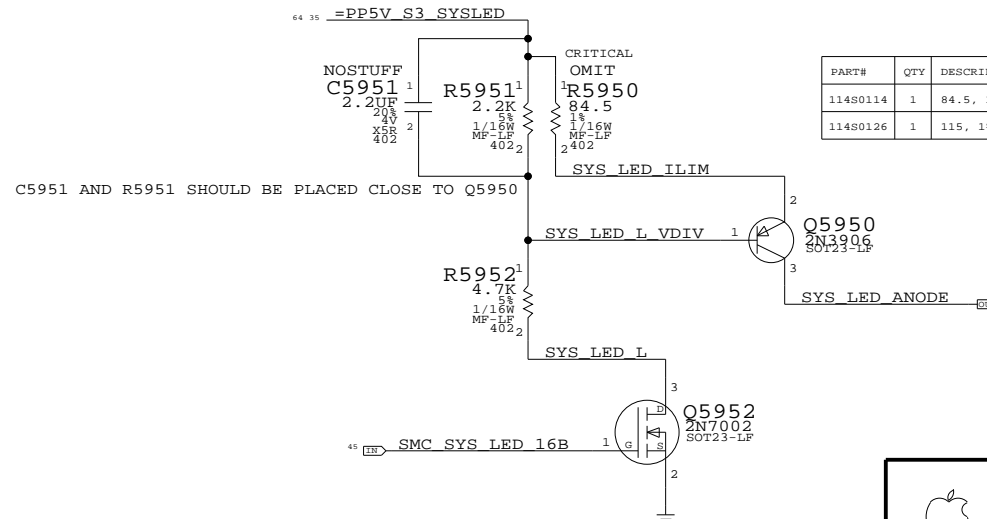 64 35 =PP5V_S3_SYSLED
CRITICAL
OMIT
NOSTUFF
C5951
2.2UF
20%
4V
X5R
402
1
2
R5951
2.2K
5%
1/16W
MF-LF
402
1
2
R5950
84.5
1%
1/16W
MF-LF
402
1
2
PART# QTY
114S0114 1 84.5,
114S0126 1 115,
SYS_LED_ILIM
C5951 AND R5951 SHOULD BE PLACED CLOSE TO Q5950
2
SYS_LED_L_VDIV 1
Q5950
2N3906
SOT23-LF
3
SYS_LED_ANODE
R5952
4.7K
5%
1/16W
MF-LF
402
1
2
SYS_LED_L
3
D
Q5952
2N7002
SOT23-LF
45 IN SMC_SYS_LED_16B 1 G S
2